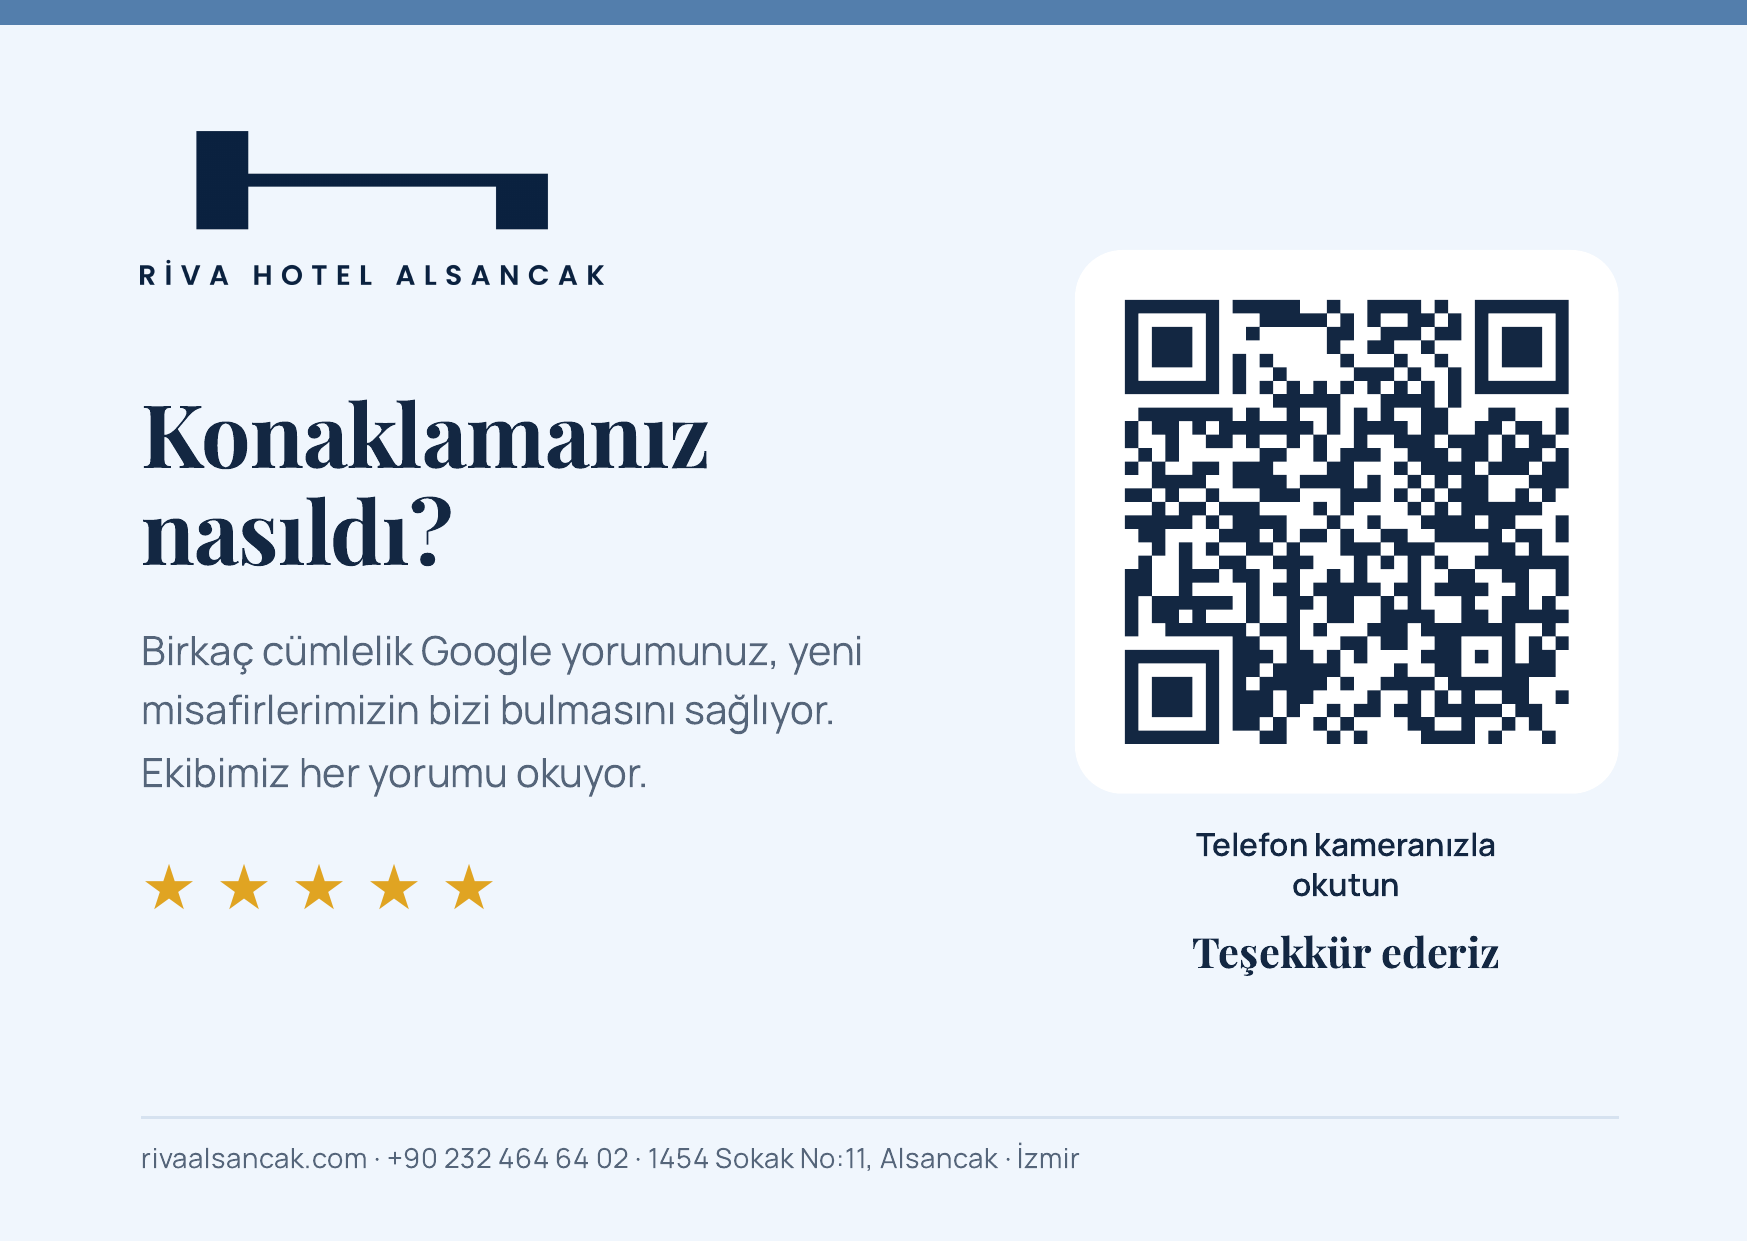 RİVA HOTEL ALSANCAK
Konaklamanız
nasıldı?
Birkaç cümlelik Google yorumunuz, yeni
misafirlerimizin bizi bulmasını sağlıyor.
Ekibimiz her yorumu okuyor.
Telefon kameranızla
okutun
Teşekkür ederiz
rivaalsancak.com · +90 232 464 64 02 · 1454 Sokak No:11, Alsancak · İzmir